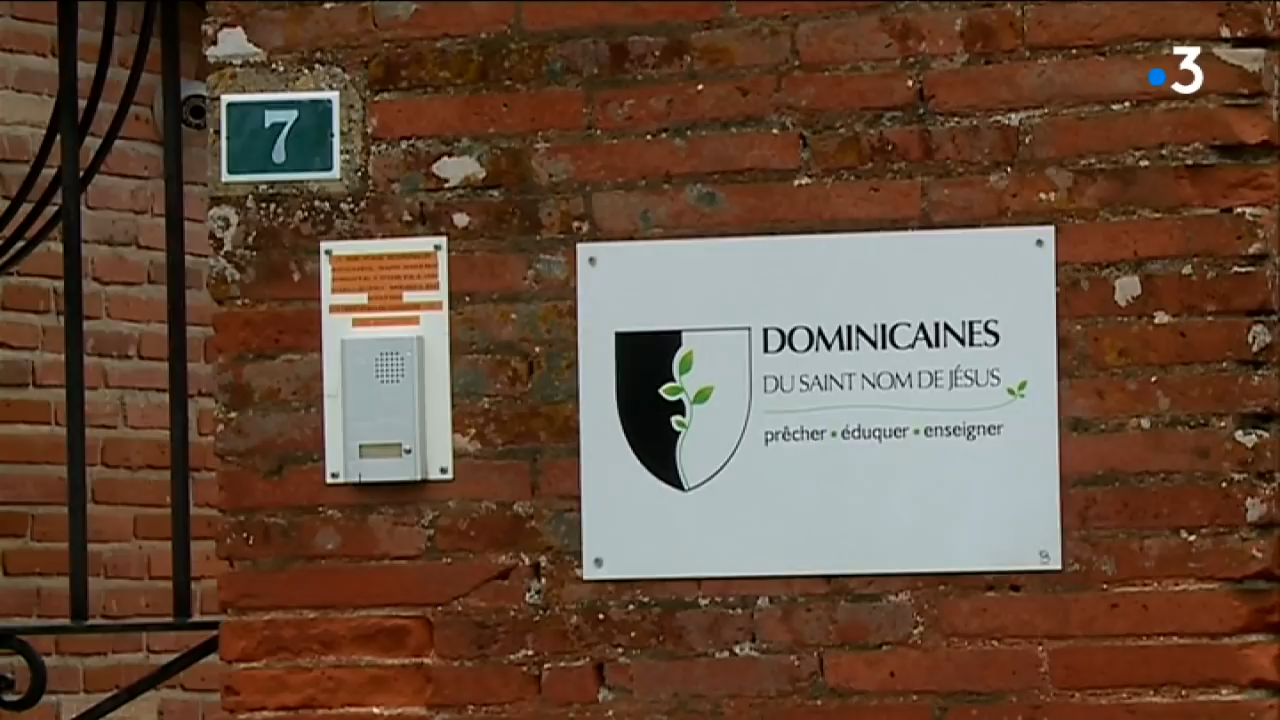 3
7
DOMINICAINES
DU SAINT NOM DE JÉSUS
prêcher • éduquer • enseigner